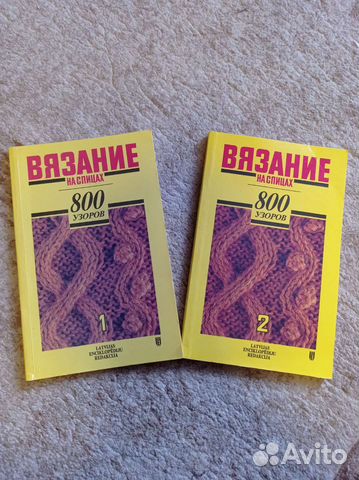 ВЯЗАНИЕ
НА СПИЦАХ
800
УЗОРОВ
1
LATVIJAS
ENCIKLOPĒDIJU
REDAKCIJA
ВЯЗАНИЕ
НА СПИЦАХ
800
УЗОРОВ
2
LATVIJAS
ENCIKLOPĒDIJU
REDAKCIJA
Avito